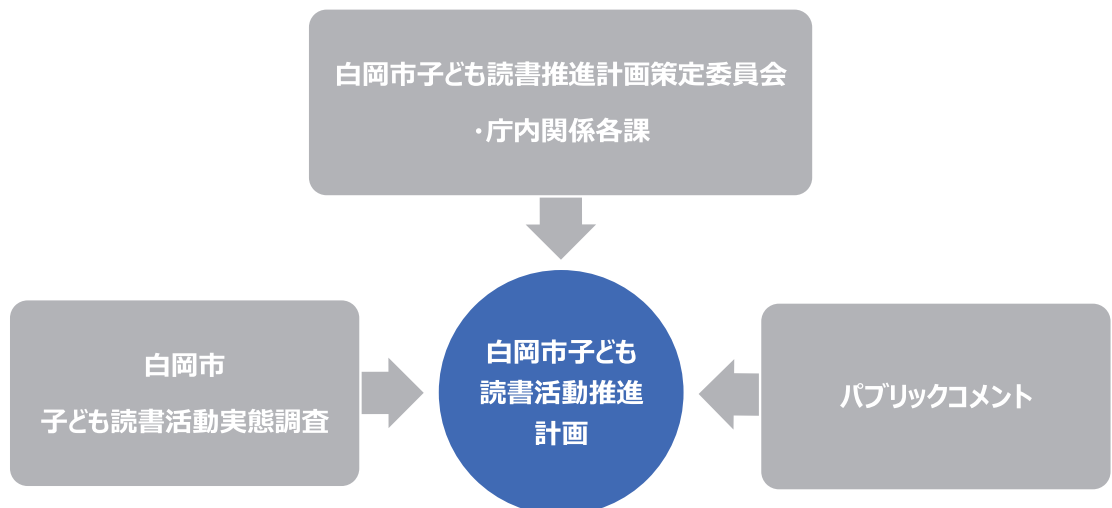 白岡市子ども読書推進計画策定委員会
・庁内関係各課
白岡市
子ども読書活動実態調査
白岡市子ども
読書活動推進
計画
パブリックコメント